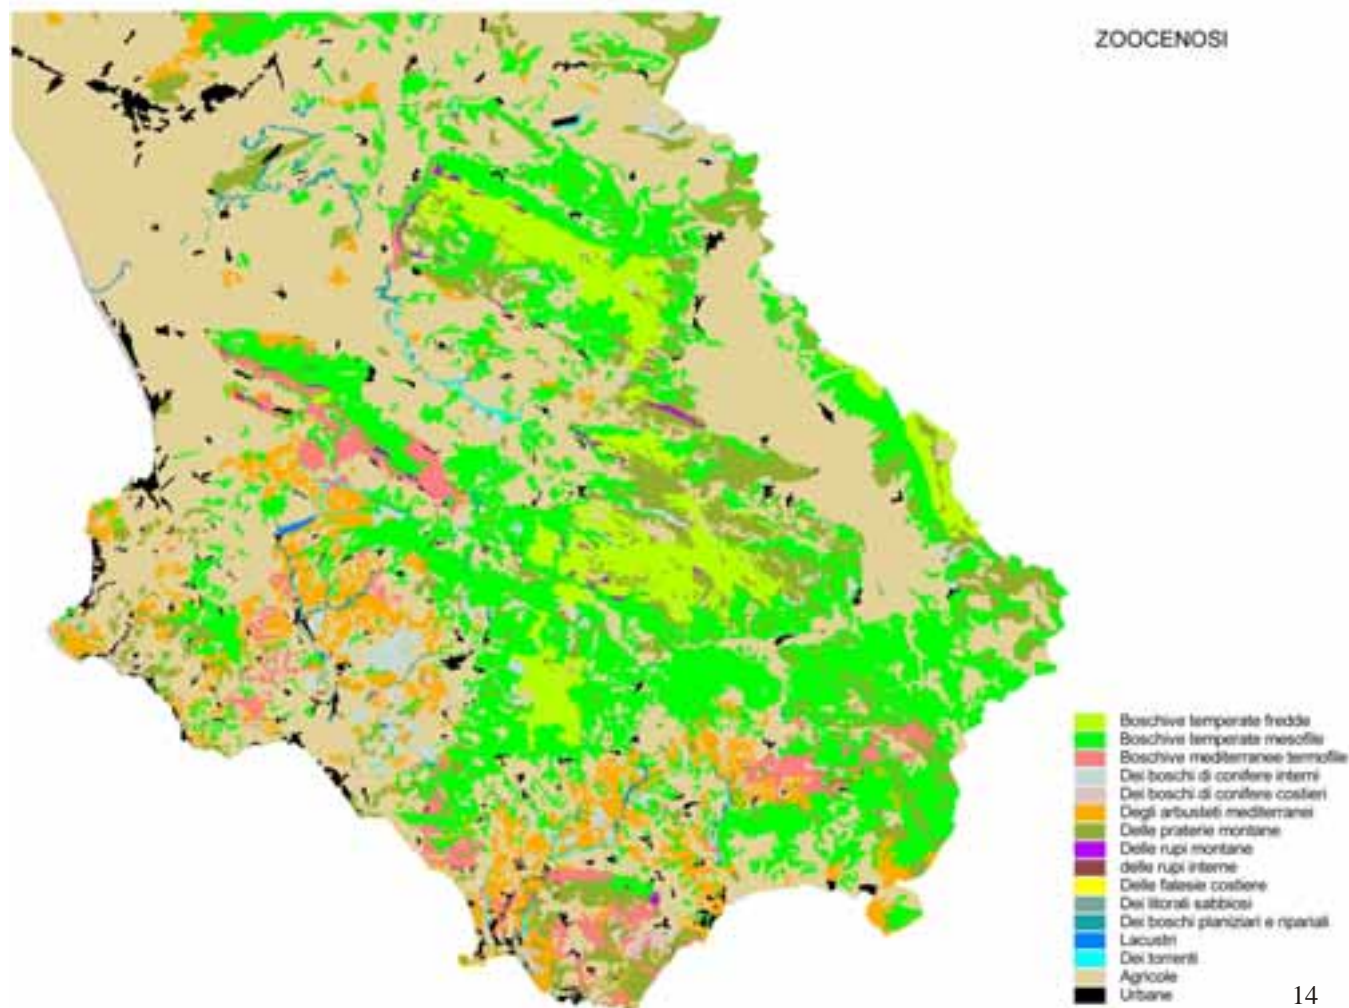 ZOOCENOSI
Boschive temperate fredde
Boschive temperate mesofile
Boschive mediterranee termofile
Dei boschi di conifere interni
Dei boschi di conifere costieri
Degli arbusteti mediterranei
Delle praterie montane
Delle rupi montane
delle rupi interne
Delle falesie costiere
Dei litorali sabbiosi
Dei boschi planiziari e ripariali
Lacustri
Dei torrenti
Agricole
Urbane
14